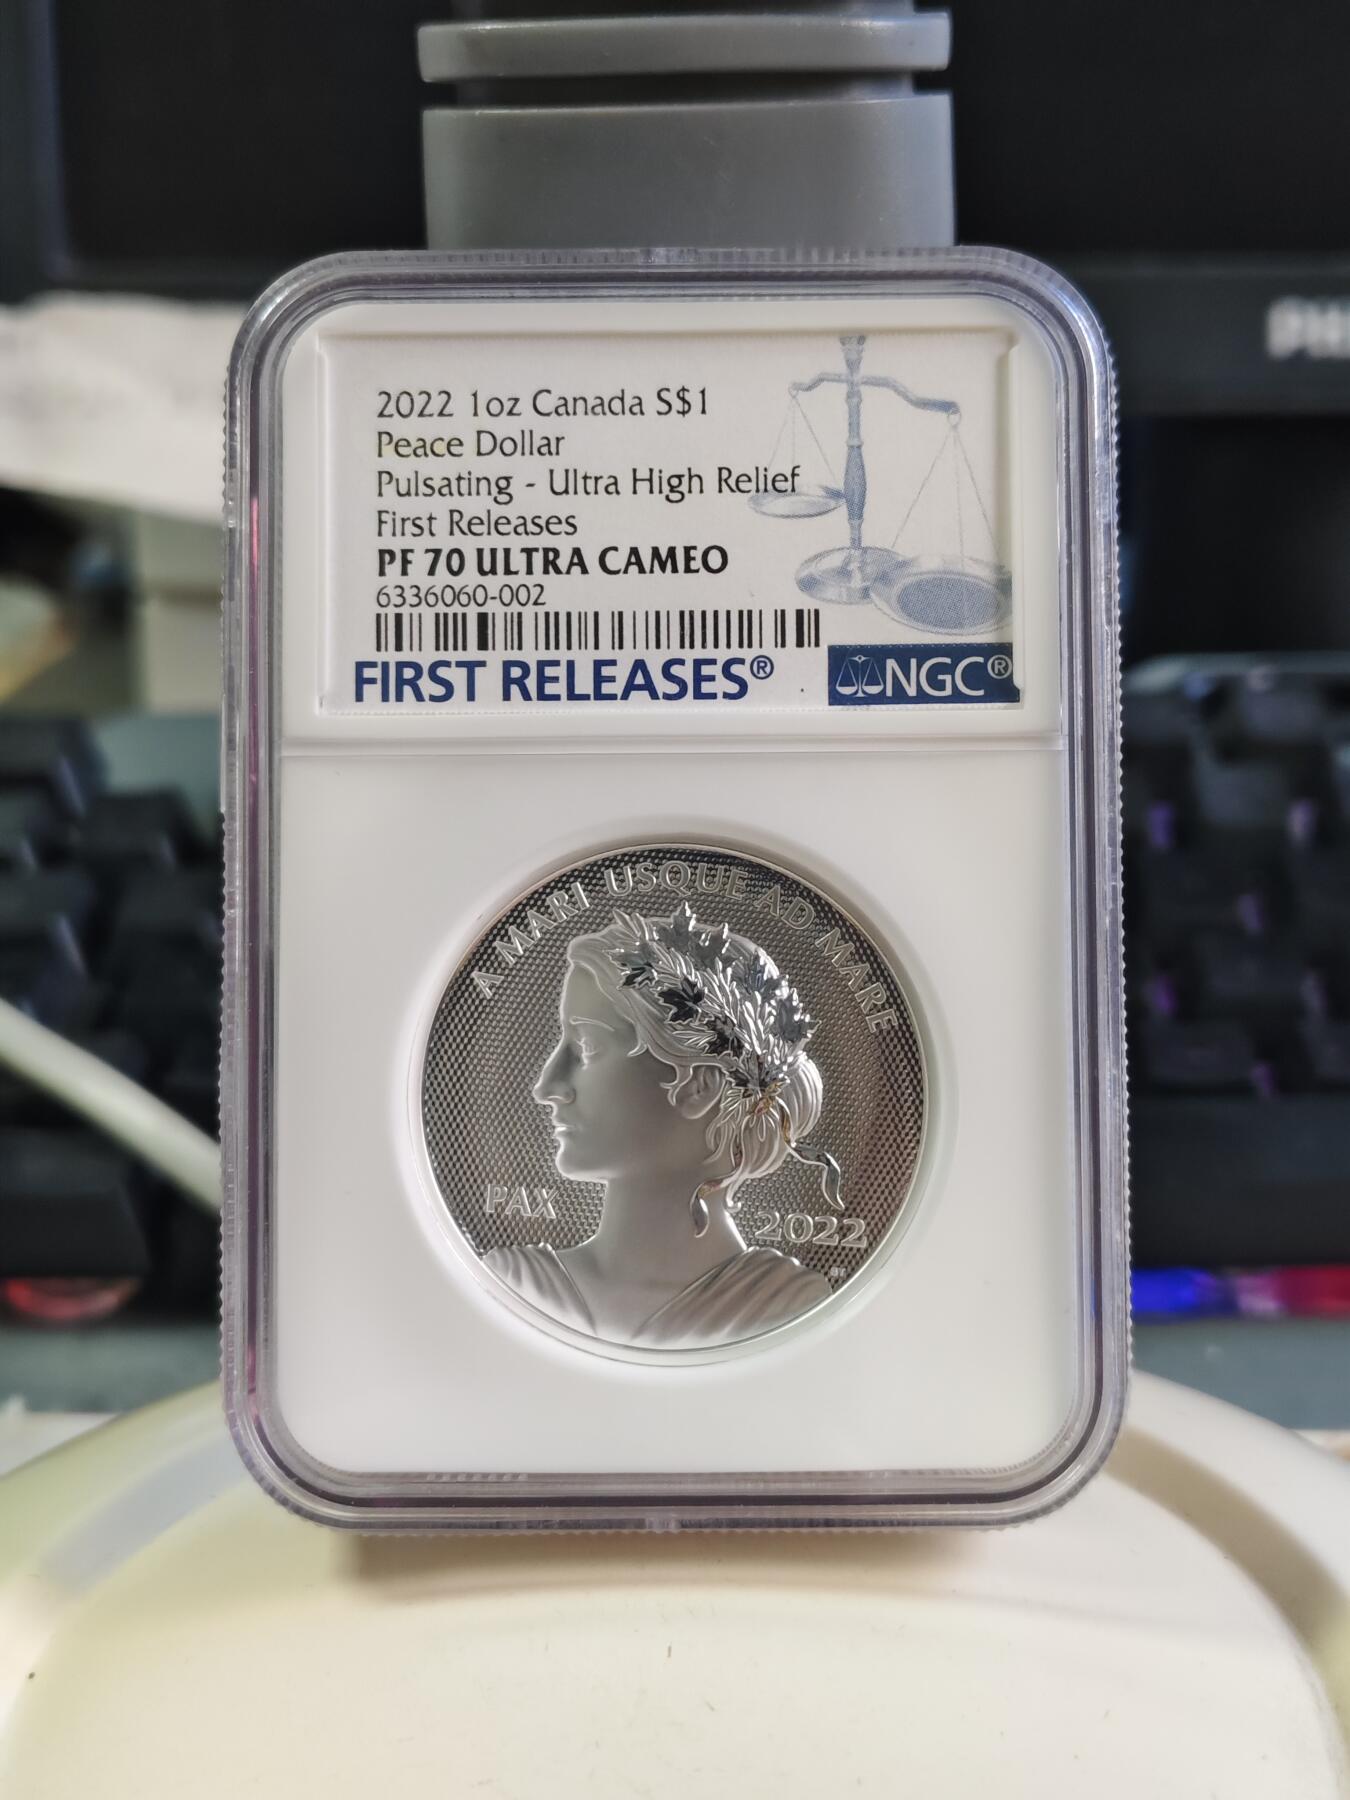 2022 1oz Canada S$1
Peace Dollar
Pulsating - Ultra High Relief
First Releases
PF 70 ULTRA CAMEO
6336060-002
FIRST RELEASES®
NGC®
A MARI USQUE AD MARE
PAX
2022